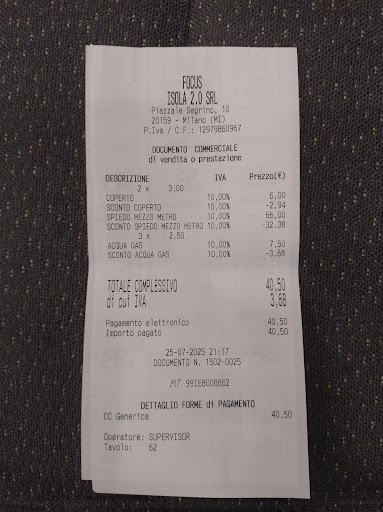 FOCUS
ISOLA 2.0 SRL
Piazzale Segrino, 10
20159 - Milano (MI)
P.Iva / C.F.: 12979860967
DOCUMENTO COMMERCIALE
di vendita o prestazione
DESCRIZIONE IVA Prezzo(€)
2 x 3,00
COPERTO 10,00% 6,00
SCONTO COPERTO 10,00% -2,94
SPIEDO MEZZO METRO 10,00% 66,00
SCONTO SPIEDO MEZZO METRO 10,00% -32,38
3 x 2,50
ACQUA GAS 10,00% 7,50
SCONTO ACQUA GAS 10,00% -3,68
TOTALE COMPLESSIVO 40,50
di cui IVA 3,68
Pagamento elettronico 40,50
Importo pagato 40,50
25-07-2025 21:17
DOCUMENTO N. 1502-0025
RT 99IEB008862
DETTAGLIO FORME di PAGAMENTO
CC Generica 40,50
Operatore: SUPERVISOR
Tavolo: 62